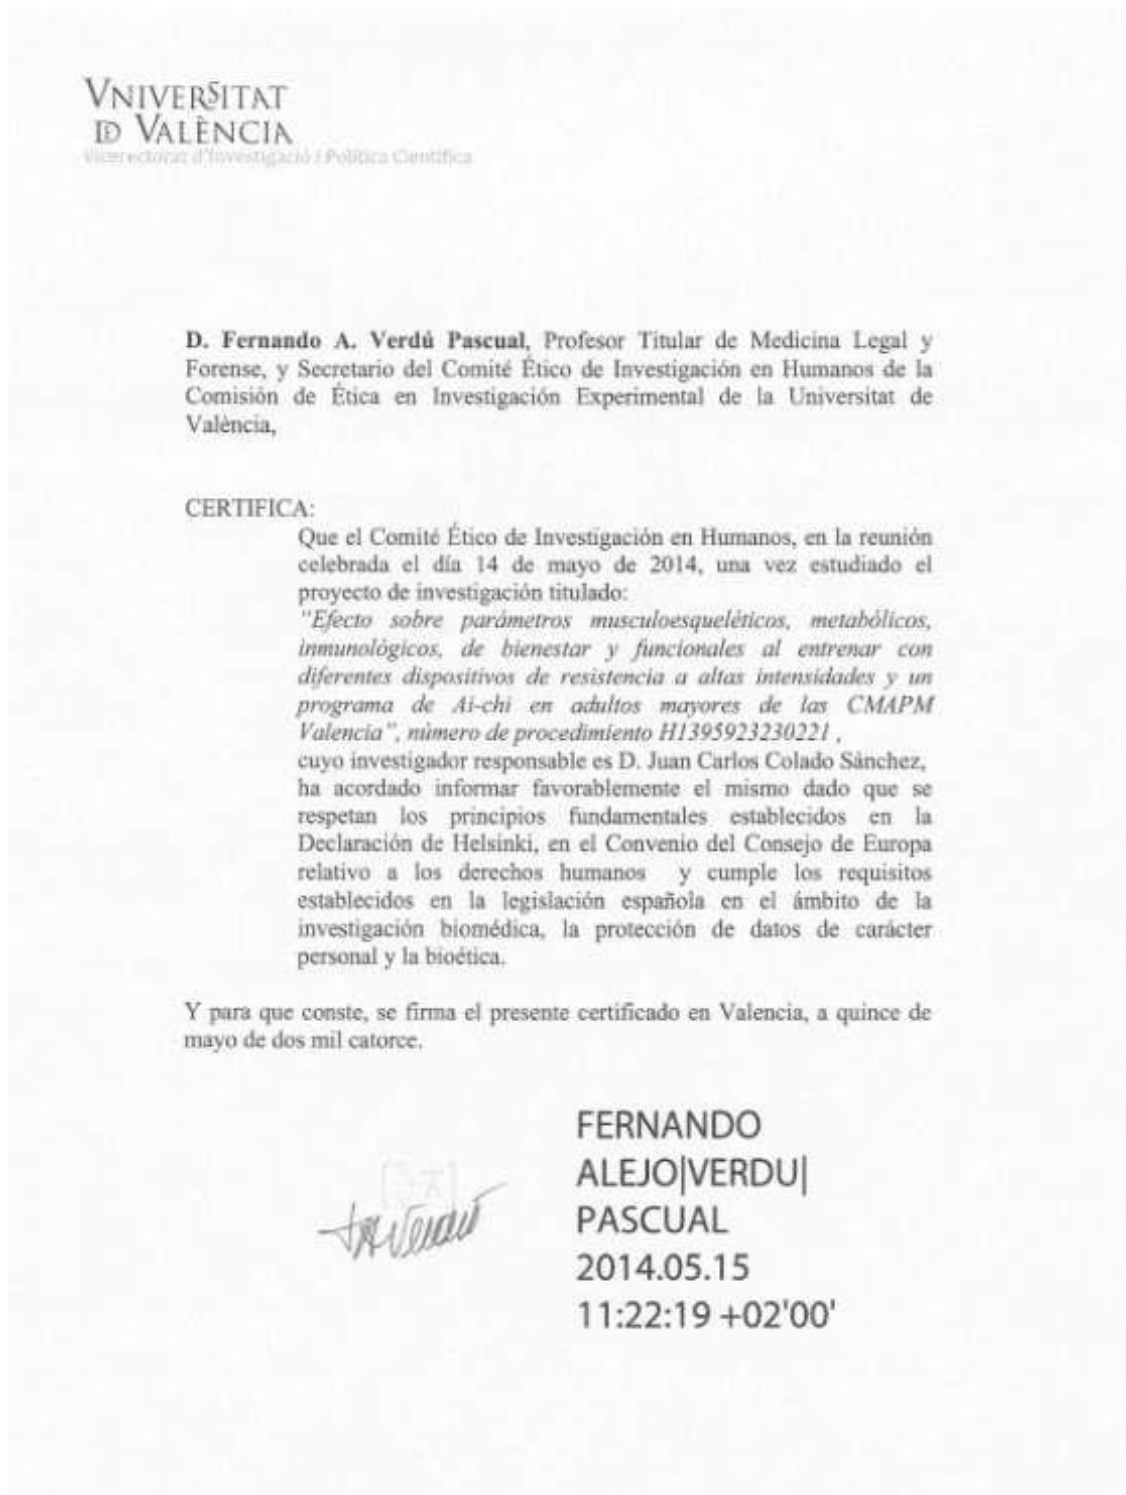 VNIVERSITAT
D VALÈNCIA
Vicerectorat d'Investigació i Política Científica
D. Fernando A. Verdú Pascual, Profesor Titular de Medicina Legal y
Forense, y Secretario del Comité Ético de Investigación en Humanos de la
Comisión de Ética en Investigación Experimental de la Universitat de
València,
CERTIFICA:
Que el Comité Ético de Investigación en Humanos, en la reunión
celebrada el día 14 de mayo de 2014, una vez estudiado el
proyecto de investigación titulado:
"Efecto sobre parámetros musculoesqueléticos, metabólicos,
inmunológicos, de bienestar y funcionales al entrenar con
diferentes dispositivos de resistencia a altas intensidades y un
programa de Ai-chi en adultos mayores de las CMAPM
Valencia", número de procedimiento H1395923230221 ,
cuyo investigador responsable es D. Juan Carlos Colado Sánchez,
ha acordado informar favorablemente el mismo dado que se
respetan los principios fundamentales establecidos en la
Declaración de Helsinki, en el Convenio del Consejo de Europa
relativo a los derechos humanos y cumple los requisitos
establecidos en la legislación española en el ámbito de la
investigación biomédica, la protección de datos de carácter
personal y la bioética.
Y para que conste, se firma el presente certificado en Valencia, a quince de
mayo de dos mil catorce.
FERNANDO
ALEJO|VERDU|
PASCUAL
2014.05.15
11:22:19 +02'00'